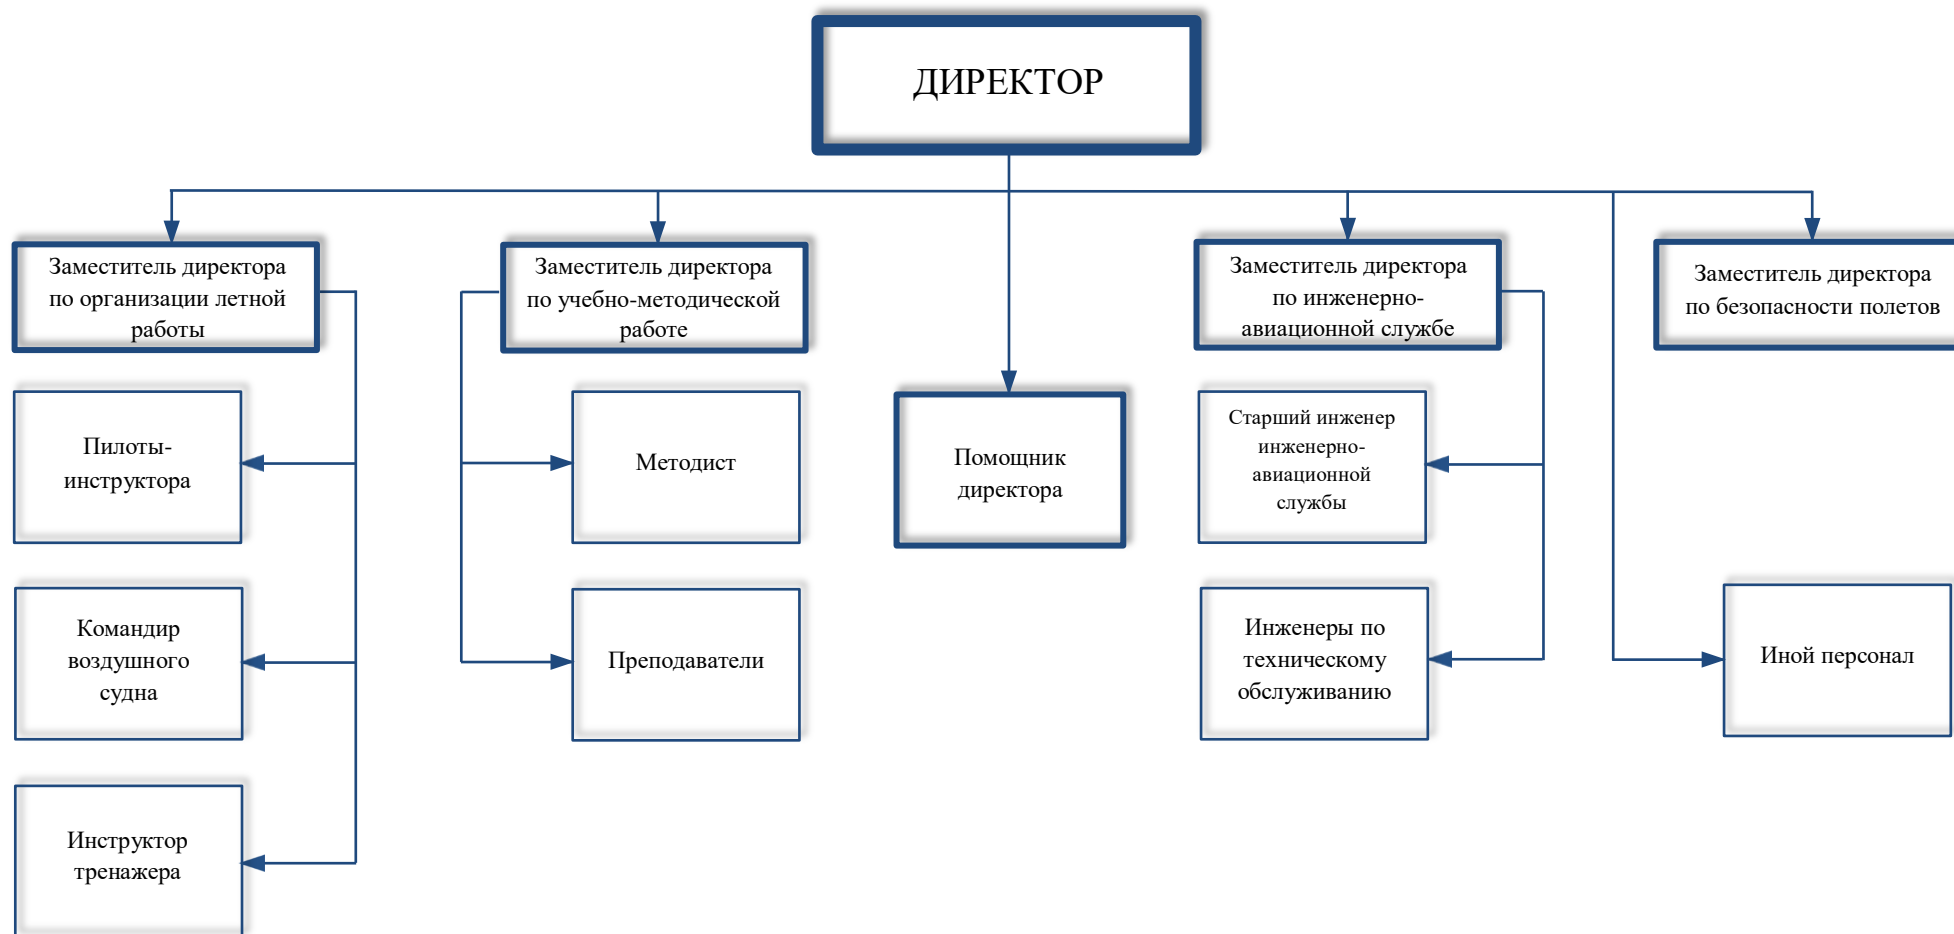 ДИРЕКТОР
Заместитель директора
по организации летной
работы
Заместитель директора
по учебно-методической
работе
Заместитель директора
по инженерно-
авиационной службе
Заместитель директора
по безопасности полетов
Пилоты-
инструктора
Методист
Помощник
директора
Старший инженер
инженерно-
авиационной
службы
Командир
воздушного
судна
Преподаватели
Инженеры по
техническому
обслуживанию
Иной персонал
Инструктор
тренажера